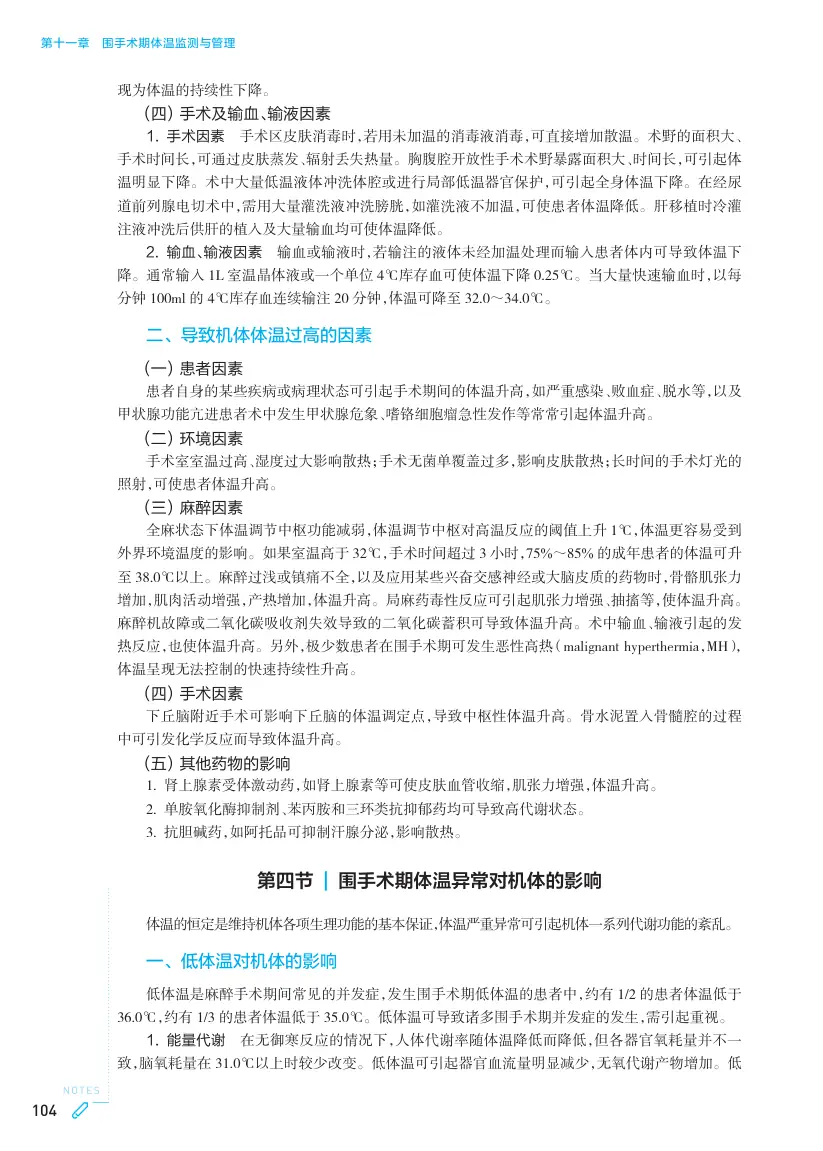 第十一章 围手术期体温监测与管理
现为体温的持续性下降。
（四）手术及输血、输液因素
1. 手术因素 手术区皮肤消毒时，若用未加温的消毒液消毒，可直接增加散温。术野的面积大、
手术时间长，可通过皮肤蒸发、辐射丢失热量。胸腹腔开放性手术术野暴露面积大、时间长，可引起体
温明显下降。术中大量低温液体冲洗体腔或进行局部低温器官保护，可引起全身体温下降。在经尿
道前列腺电切术中，需用大量灌洗液冲洗膀胱，如灌洗液不加温，可使患者体温降低。肝移植时冷灌
注液冲洗后供肝的植入及大量输血均可使体温降低。
2. 输血、输液因素 输血或输液时，若输注的液体未经加温处理而输入患者体内可导致体温下
降。通常输入 1L 室温晶体液或一个单位 4℃库存血可使体温下降 0.25℃。当大量快速输血时，以每
分钟 100ml 的 4℃库存血连续输注 20 分钟，体温可降至 32.0～34.0℃。
二、导致机体体温过高的因素
（一）患者因素
患者自身的某些疾病或病理状态可引起手术期间的体温升高，如严重感染、败血症、脱水等，以及
甲状腺功能亢进患者术中发生甲状腺危象、嗜铬细胞瘤急性发作等常常引起体温升高。
（二）环境因素
手术室室温过高、湿度过大影响散热；手术无菌单覆盖过多，影响皮肤散热；长时间的手术灯光的
照射，可使患者体温升高。
（三）麻醉因素
全麻状态下体温调节中枢功能减弱，体温调节中枢对高温反应的阈值上升 1℃，体温更容易受到
外界环境温度的影响。如果室温高于 32℃，手术时间超过 3 小时，75%～85% 的成年患者的体温可升
至 38.0℃以上。麻醉过浅或镇痛不全，以及应用某些兴奋交感神经或大脑皮质的药物时，骨骼肌张力
增加，肌肉活动增强，产热增加，体温升高。局麻药毒性反应可引起肌张力增强、抽搐等，使体温升高。
麻醉机故障或二氧化碳吸收剂失效导致的二氧化碳蓄积可导致体温升高。术中输血、输液引起的发
热反应，也使体温升高。另外，极少数患者在围手术期可发生恶性高热（malignant hyperthermia，MH），
体温呈现无法控制的快速持续性升高。
（四）手术因素
下丘脑附近手术可影响下丘脑的体温调定点，导致中枢性体温升高。骨水泥置入骨髓腔的过程
中可引发化学反应而导致体温升高。
（五）其他药物的影响
1. 肾上腺素受体激动药，如肾上腺素等可使皮肤血管收缩，肌张力增强，体温升高。
2. 单胺氧化酶抑制剂、苯丙胺和三环类抗抑郁药均可导致高代谢状态。
3. 抗胆碱药，如阿托品可抑制汗腺分泌，影响散热。
第四节 | 围手术期体温异常对机体的影响
体温的恒定是维持机体各项生理功能的基本保证，体温严重异常可引起机体一系列代谢功能的紊乱。
一、低体温对机体的影响
低体温是麻醉手术期间常见的并发症，发生围手术期低体温的患者中，约有 1/2 的患者体温低于
36.0℃，约有 1/3 的患者体温低于 35.0℃。低体温可导致诸多围手术期并发症的发生，需引起重视。
1. 能量代谢 在无御寒反应的情况下，人体代谢率随体温降低而降低，但各器官氧耗量并不一
致，脑氧耗量在 31.0℃以上时较少改变。低体温可引起器官血流量明显减少，无氧代谢产物增加。低
NOTES
104